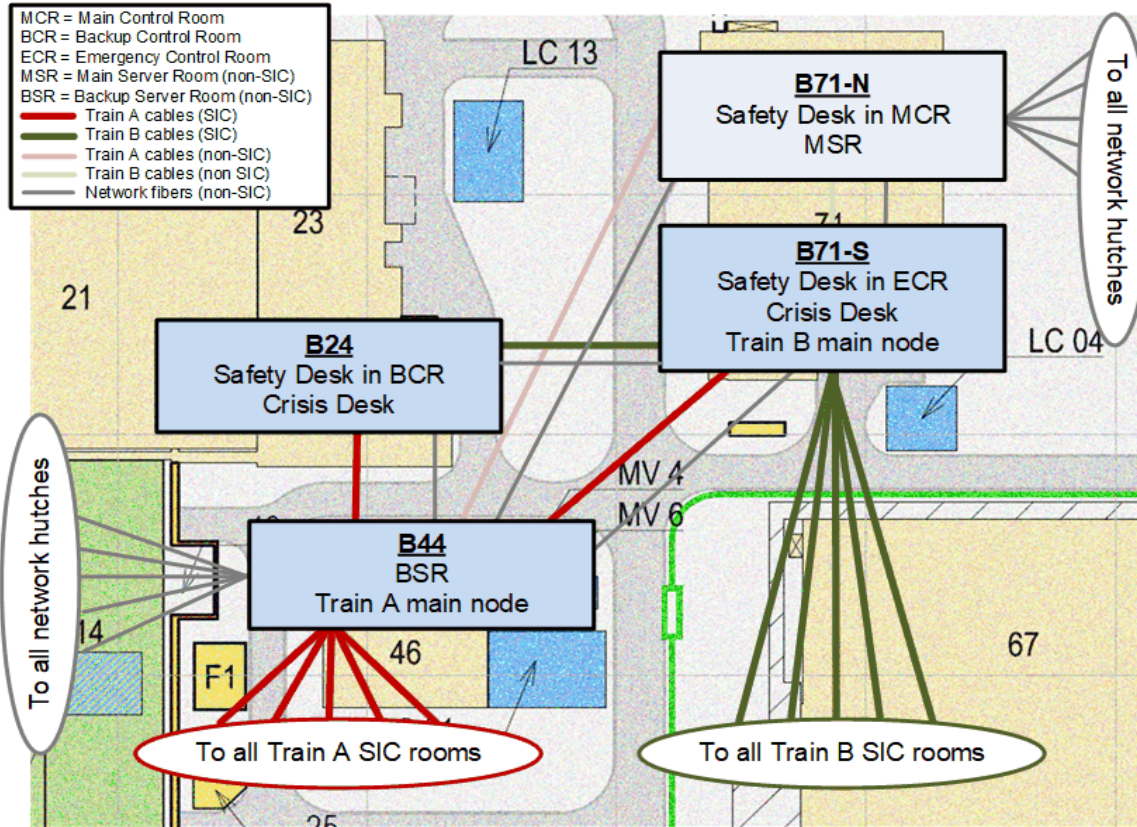 MCR = Main Control Room
BCR = Backup Control Room
ECR = Emergency Control Room
MSR = Main Server Room (non-SIC)
BSR = Backup Server Room (non-SIC)
Train A cables (SIC)
Train B cables (SIC)
Train A cables (non-SIC)
Train B cables (non-SIC)
Network fibers (non-SIC)
LC 13
B71-N
Safety Desk in MCR
MSR
To all network hutches
23
71
21
B71-S
Safety Desk in ECR
Crisis Desk
Train B main node
LC 04
B24
Safety Desk in BCR
Crisis Desk
MV 4
MV 6
B44
BSR
Train A main node
To all network hutches
14
46
67
F1
To all Train A SIC rooms
To all Train B SIC rooms
25